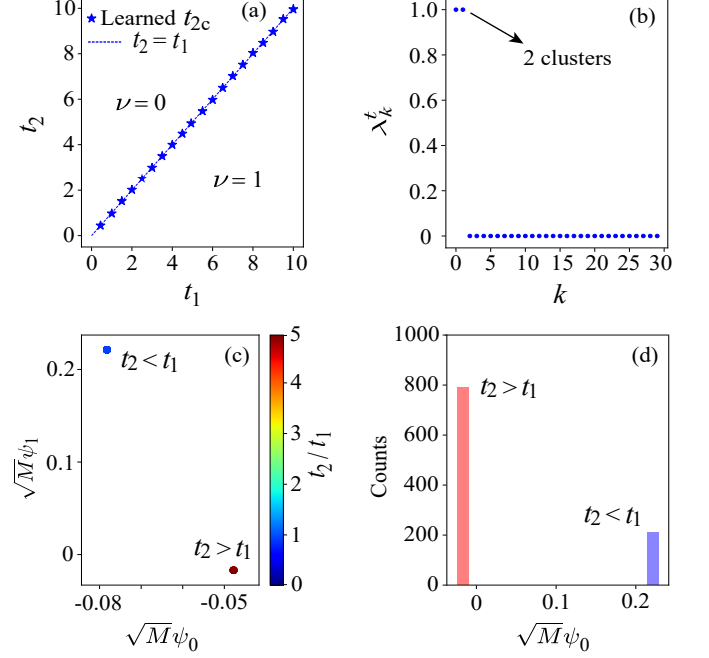 (a)
10
8
6
4
2
0
t₂
★ Learned t₂c
t₂ = t₁
ν = 0
ν = 1
0 2 4 6 8 10
t₁
(b)
1.0
0.8
0.6
0.4
0.2
0
λₖᵗ
2 clusters
0 5 10 15 20 25 30
k
(c)
0.2
0.1
0
√Mψ₁
t₂ < t₁
t₂ > t₁
-0.08 -0.05
√Mψ₀
5
4
3
2
1
0
t₂ / t₁
(d)
1000
800
600
400
200
0
Counts
t₂ > t₁
t₂ < t₁
0 0.1 0.2
√Mψ₀